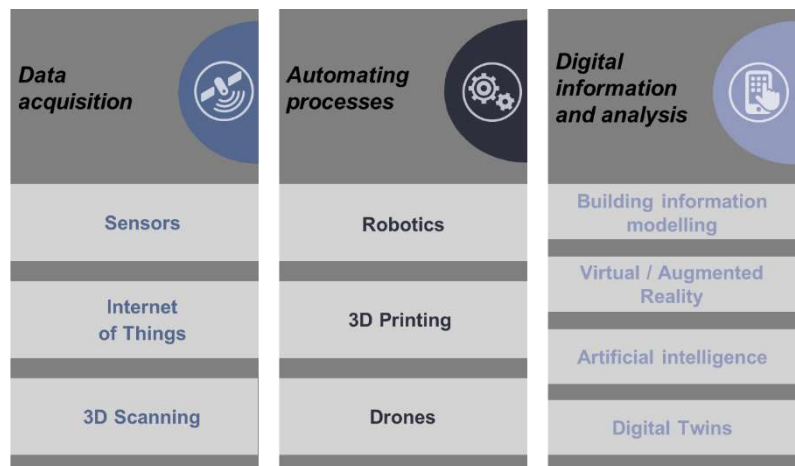 Data
acquisition
Sensors
Internet
of Things
3D Scanning
Automating
processes
Robotics
3D Printing
Drones
Digital
information
and analysis
Building information
modelling
Virtual / Augmented
Reality
Artificial intelligence
Digital Twins